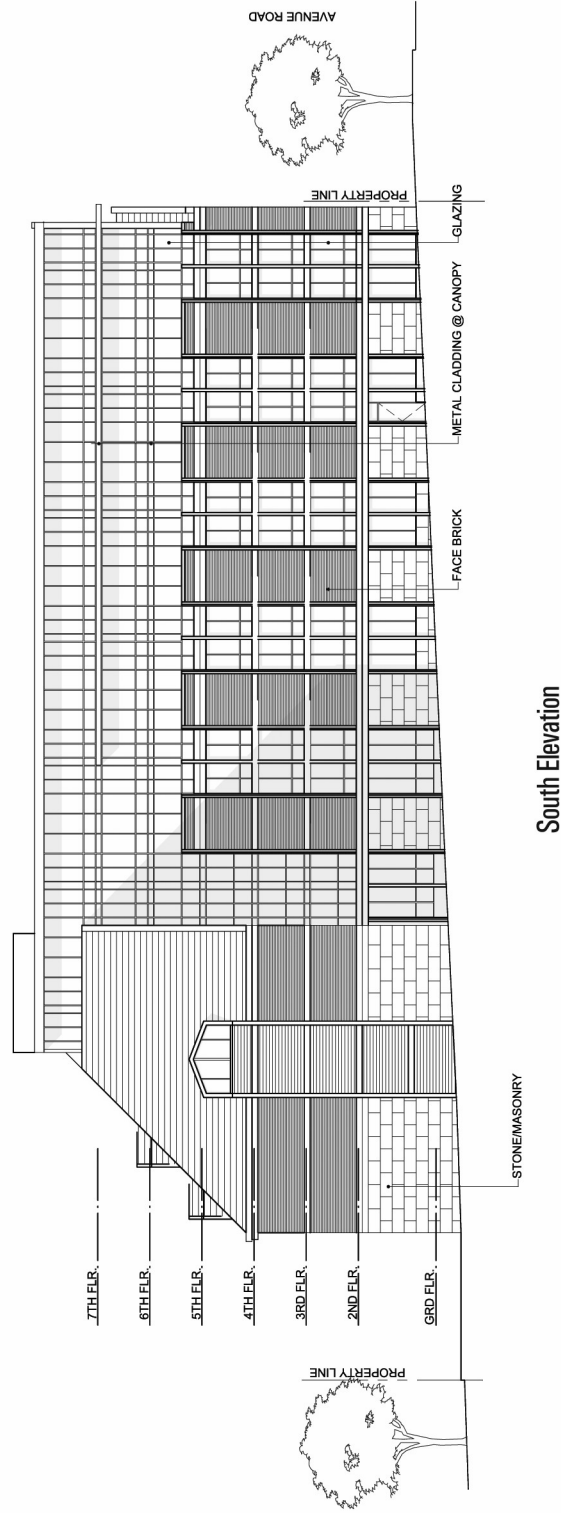 AVENUE ROAD
PROPERTY LINE
GLAZING
METAL CLADDING @ CANOPY
FACE BRICK
STONE/MASONRY
7TH FLR.
6TH FLR.
5TH FLR.
4TH FLR.
3RD FLR.
2ND FLR.
GRD FLR.
PROPERTY LINE
South Elevation